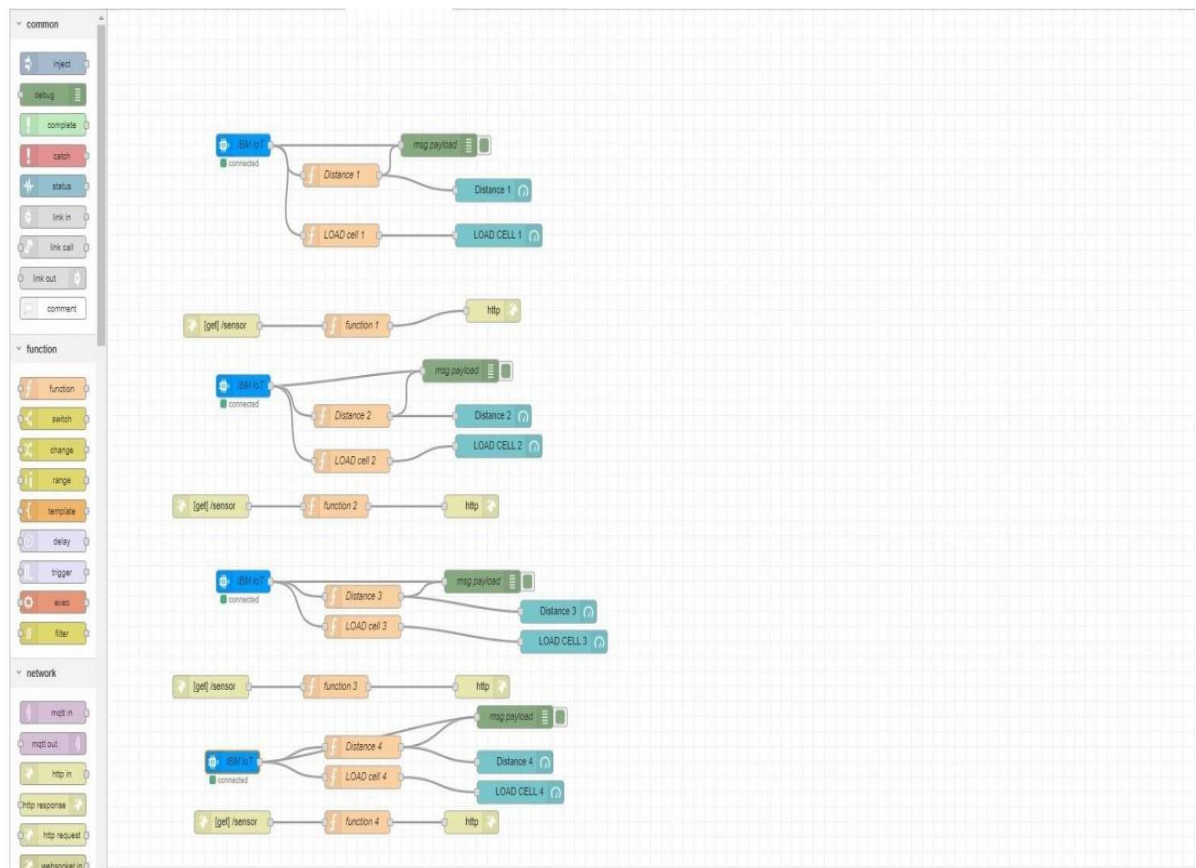 common
inject
debug
complete
catch
status
link in
link call
link out
comment
function
function
switch
change
range
template
delay
trigger
exec
filter
network
mqtt in
mqtt out
http in
http response
http request
websocket in
IBM IoT
connected
msg.payload
Distance 1
Distance 1
LOAD cell 1
LOAD CELL 1
[get] /sensor
function 1
http
IBM IoT
connected
msg.payload
Distance 2
Distance 2
LOAD cell 2
LOAD CELL 2
[get] /sensor
function 2
http
IBM IoT
connected
msg.payload
Distance 3
Distance 3
LOAD cell 3
LOAD CELL 3
[get] /sensor
function 3
http
msg.payload
IBM IoT
connected
Distance 4
Distance 4
LOAD cell 4
LOAD CELL 4
[get] /sensor
function 4
http